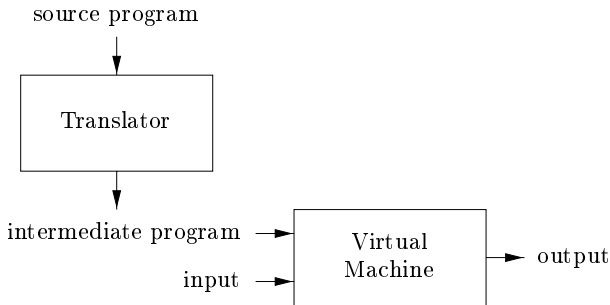 source program
Translator
intermediate program
input
Virtual
Machine
output